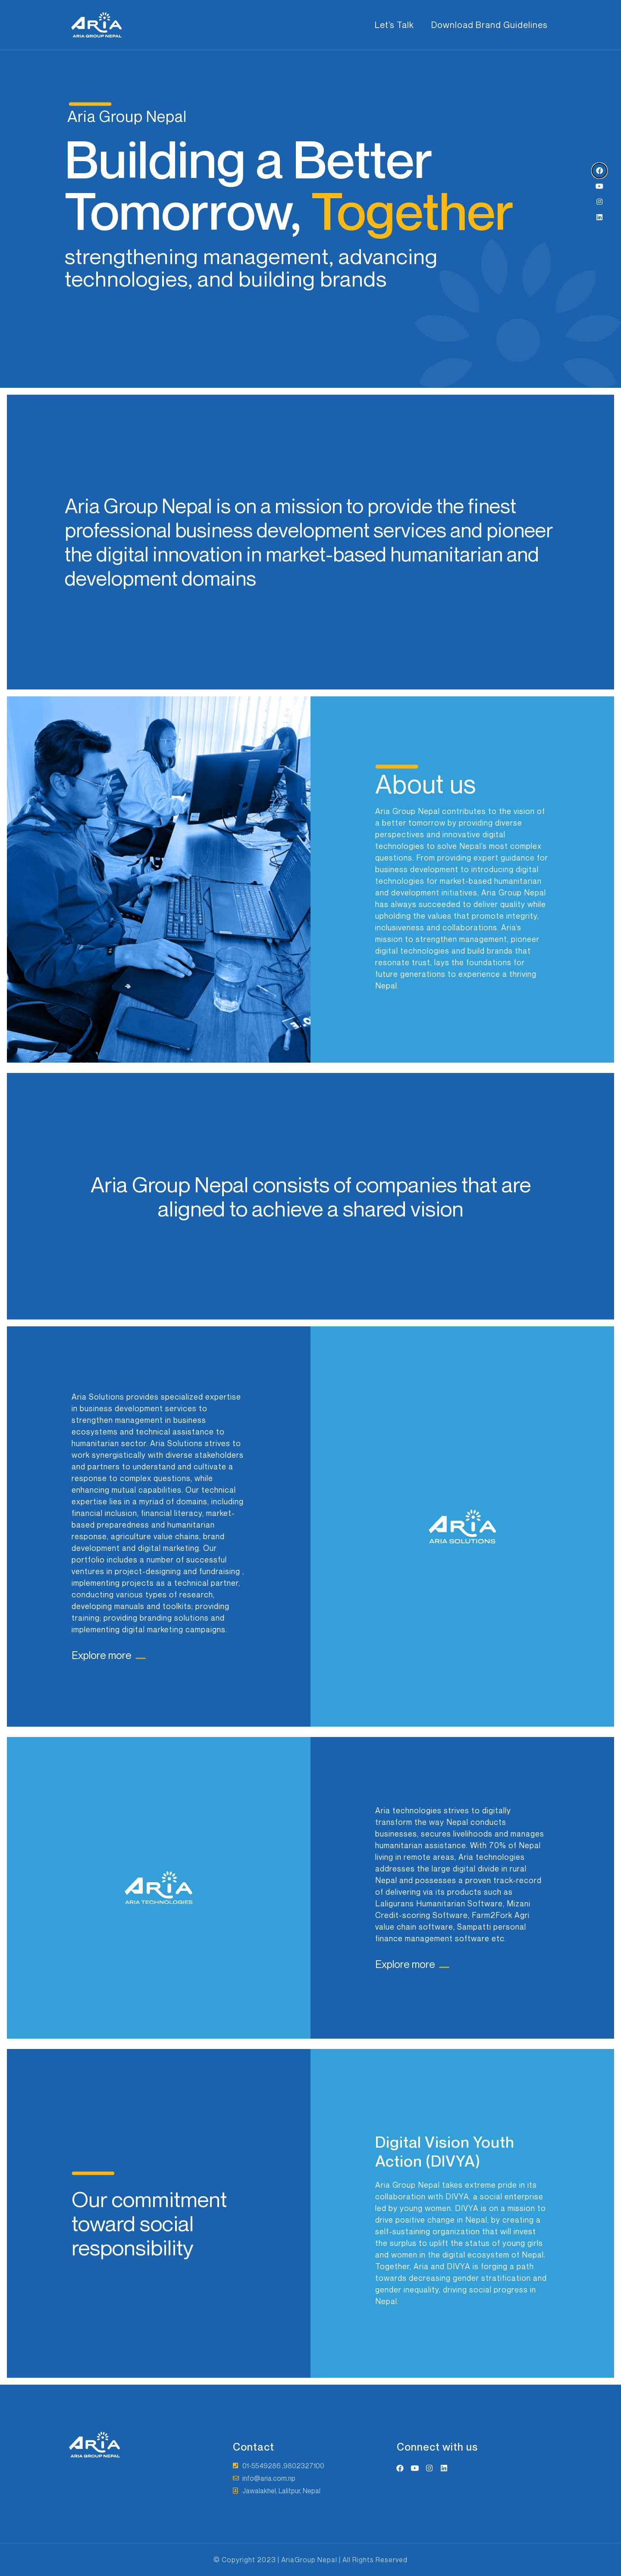 ARIA
ARIA GROUP NEPAL
Let's Talk
Download Brand Guidelines
Aria Group Nepal
Building a Better
Tomorrow, Together
strengthening management, advancing
technologies, and building brands
Aria Group Nepal is on a mission to provide the finest
professional business development services and pioneer
the digital innovation in market-based humanitarian and
development domains
About us
Aria Group Nepal contributes to the vision of
a better tomorrow by providing diverse
perspectives and innovative digital
technologies to solve Nepal's most complex
questions. From providing expert guidance for
business development to introducing digital
technologies for market-based humanitarian
and development initiatives, Aria Group Nepal
has always succeeded to deliver quality while
upholding the values that promote integrity,
inclusiveness and collaborations. Aria's
mission to strengthen management, pioneer
digital technologies and build brands that
resonate trust, lays the foundations for
future generations to experience a thriving
Nepal.
Aria Group Nepal consists of companies that are
aligned to achieve a shared vision
Aria Solutions provides specialized expertise
in business development services to
strengthen management in business
ecosystems and technical assistance to
humanitarian sector. Aria Solutions strives to
work synergistically with diverse stakeholders
and partners to understand and cultivate a
response to complex questions, while
enhancing mutual capabilities. Our technical
expertise lies in a myriad of domains, including
financial inclusion, financial literacy, market-
based preparedness and humanitarian
response, agriculture value chains, brand
development and digital marketing. Our
portfolio includes a number of successful
ventures in project-designing and fundraising ,
implementing projects as a technical partner,
conducting various types of research,
developing manuals and toolkits; providing
training; providing branding solutions and
implementing digital marketing campaigns.
Explore more
ARIA
ARIA SOLUTIONS
ARIA
ARIA TECHNOLOGIES
Aria technologies strives to digitally
transform the way Nepal conducts
businesses, secures livelihoods and manages
humanitarian assistance. With 70% of Nepal
living in remote areas, Aria technologies
addresses the large digital divide in rural
Nepal and possesses a proven track-record
of delivering via its products such as
Laligurans Humanitarian Software, Mizani
Credit-scoring Software, Farm2Fork Agri
value chain software, Sampatti personal
finance management software etc.
Explore more
Our commitment
toward social
responsibility
Digital Vision Youth
Action (DIVYA)
Aria Group Nepal takes extreme pride in its
collaboration with DIVYA, a social enterprise
led by young women. DIVYA is on a mission to
drive positive change in Nepal, by creating a
self-sustaining organization that will invest
the surplus to uplift the status of young girls
and women in the digital ecosystem of Nepal.
Together, Aria and DIVYA is forging a path
towards decreasing gender stratification and
gender inequality, driving social progress in
Nepal.
ARIA
ARIA GROUP NEPAL
Contact
01-5549286 ,9802327100
info@aria.com.np
Jawalakhel, Lalitpur, Nepal
Connect with us
© Copyright 2023 | AriaGroup Nepal | All Rights Reserved